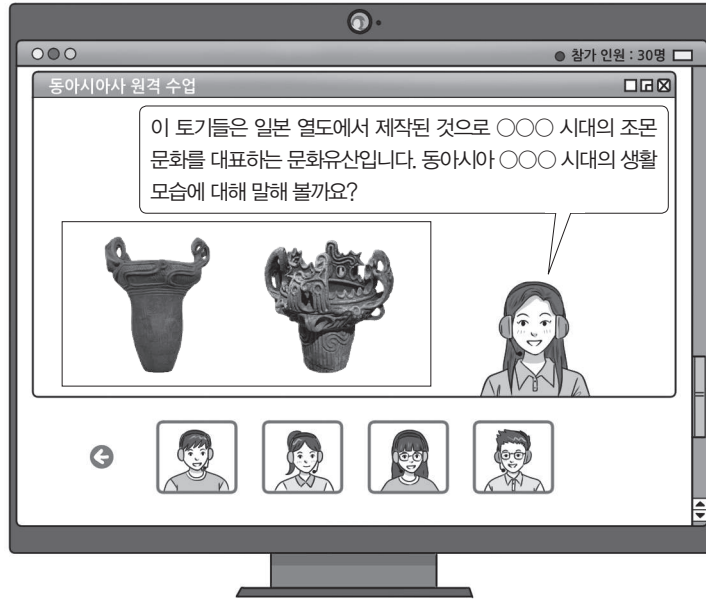 참가 인원 : 30명
동아시아사 원격 수업
이 토기들은 일본 열도에서 제작된 것으로 ○○○ 시대의 조몬
문화를 대표하는 문화유산입니다. 동아시아 ○○○ 시대의 생활
모습에 대해 말해 볼까요?